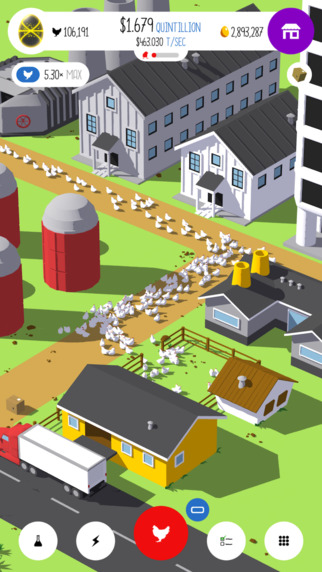 106,191
$1.679 QUINTILLION
$463.030 T/SEC
2,893,287
5.30× MAX